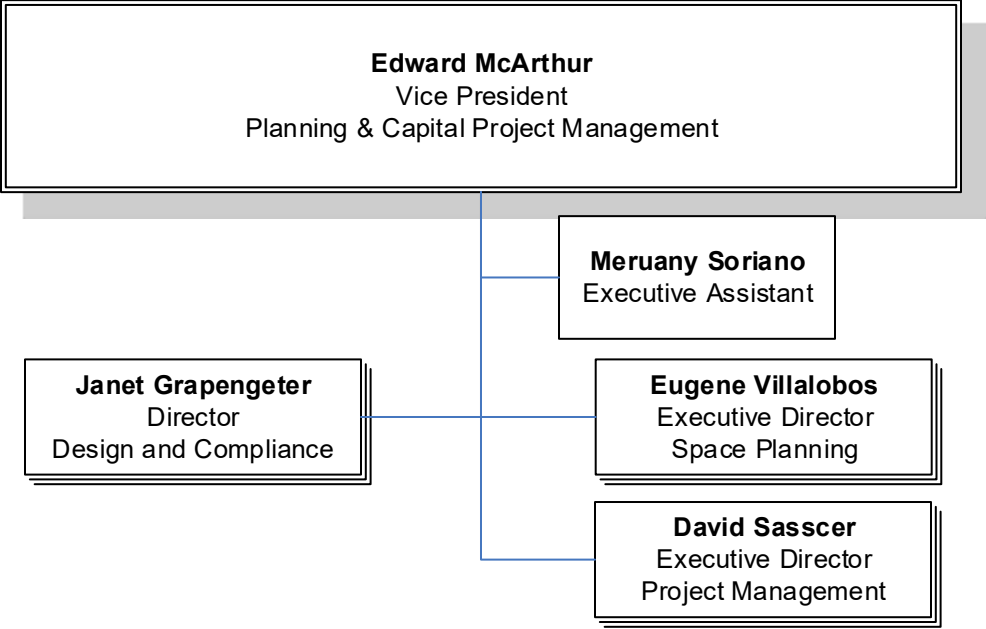 Edward McArthur
Vice President
Planning & Capital Project Management
Meruany Soriano
Executive Assistant
Janet Grapengeter
Director
Design and Compliance
Eugene Villalobos
Executive Director
Space Planning
David Sasscer
Executive Director
Project Management